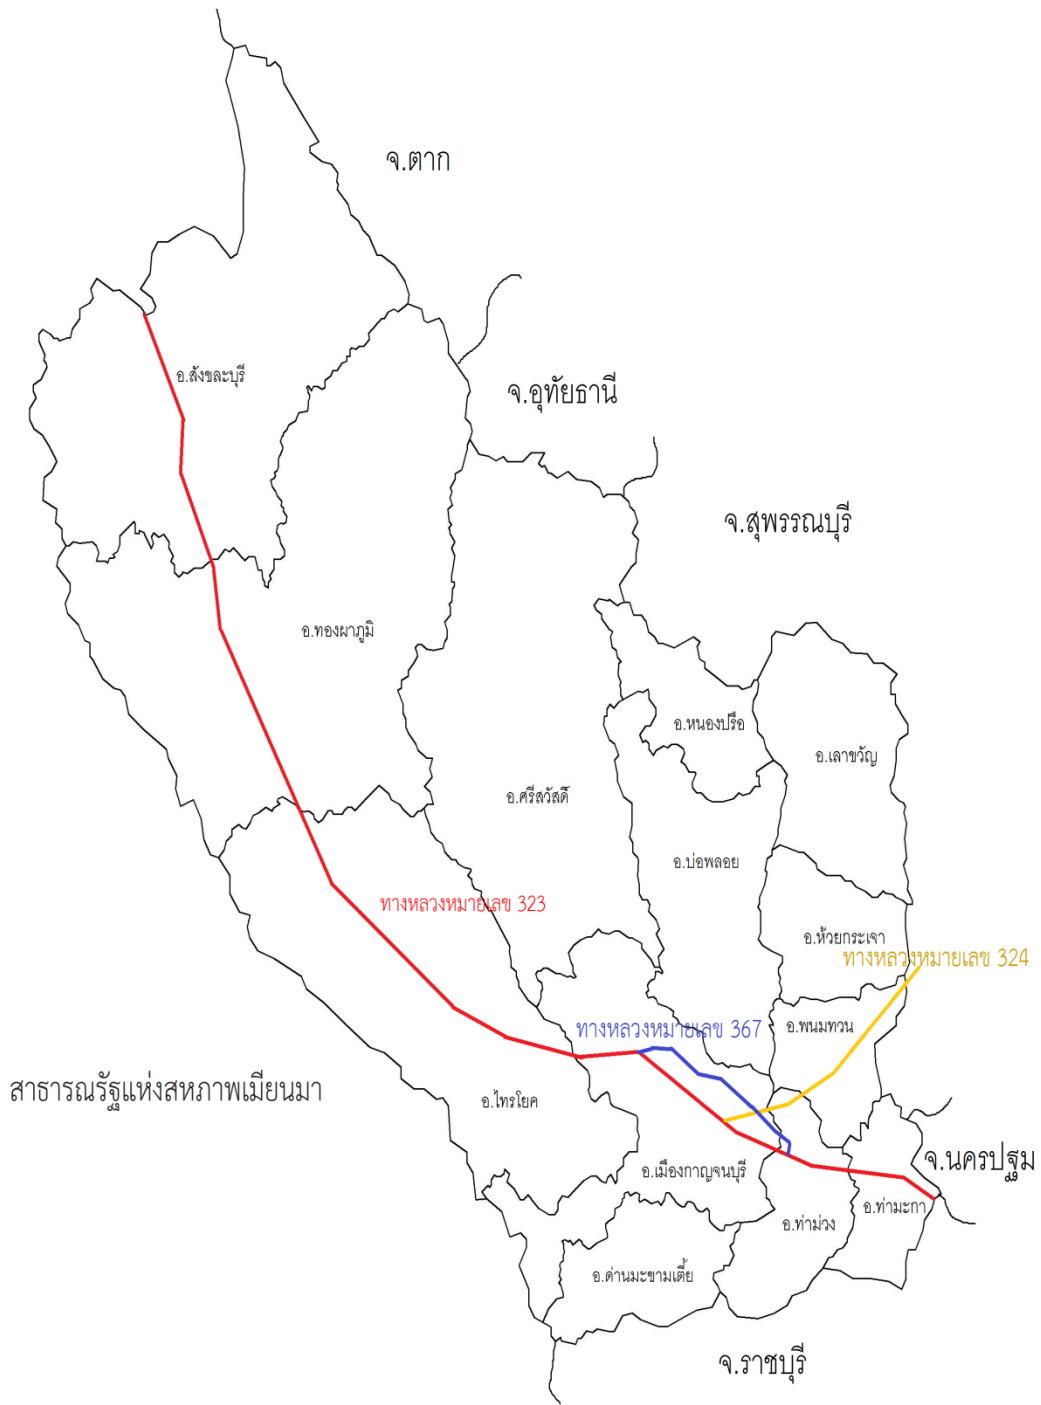 จ.ตาก
อ.สังขละบุรี
จ.อุทัยธานี
จ.สุพรรณบุรี
อ.ทองผาภูมิ
อ.หนองปรือ
อ.เลาขวัญ
อ.ศรีสวัสดิ์
อ.บ่อพลอย
ทางหลวงหมายเลข 323
อ.ห้วยกระเจา
ทางหลวงหมายเลข 324
ทางหลวงหมายเลข 367
อ.พนมทวน
สาธารณรัฐแห่งสหภาพเมียนมา
อ.ไทรโยค
จ.นครปฐม
อ.เมืองกาญจนบุรี
อ.ท่ามะกา
อ.ท่าม่วง
อ.ด่านมะขามเตี้ย
จ.ราชบุรี